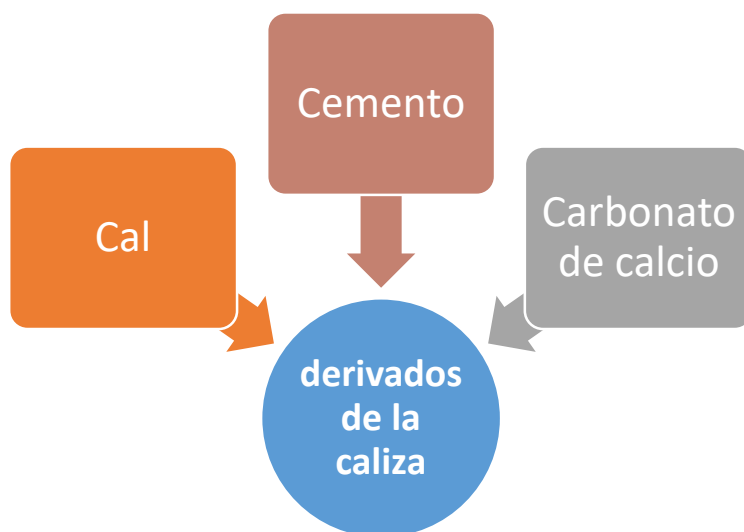 Cemento
Cal
Carbonato
de calcio
derivados
de la
caliza